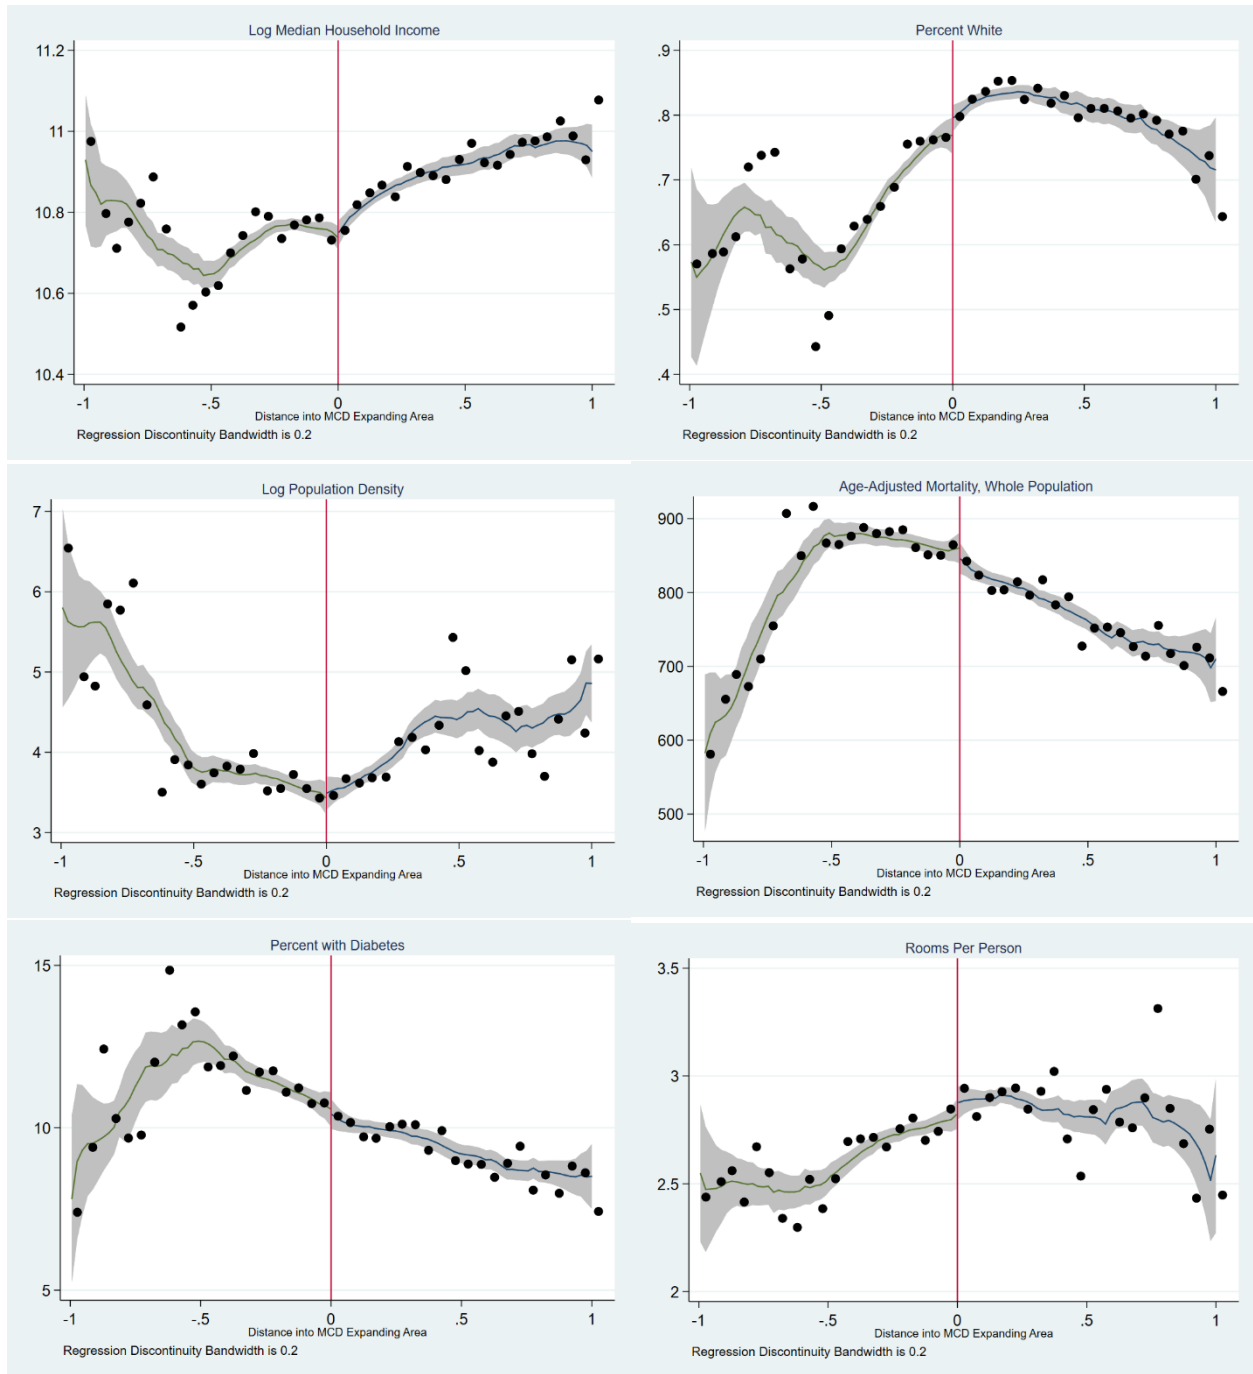 Log Median Household Income
11.2
11
10.8
10.6
10.4
-1 -.5 0 .5 1
Distance into MCD Expanding Area
Regression Discontinuity Bandwidth is 0.2
Percent White
.9
.8
.7
.6
.5
.4
-1 -.5 0 .5 1
Distance into MCD Expanding Area
Regression Discontinuity Bandwidth is 0.2
Log Population Density
7
6
5
4
3
-1 -.5 0 .5 1
Distance into MCD Expanding Area
Regression Discontinuity Bandwidth is 0.2
Age-Adjusted Mortality, Whole Population
900
800
700
600
500
-1 -.5 0 .5 1
Distance into MCD Expanding Area
Regression Discontinuity Bandwidth is 0.2
Percent with Diabetes
15
10
5
-1 -.5 0 .5 1
Distance into MCD Expanding Area
Regression Discontinuity Bandwidth is 0.2
Rooms Per Person
3.5
3
2.5
2
-1 -.5 0 .5 1
Distance into MCD Expanding Area
Regression Discontinuity Bandwidth is 0.2